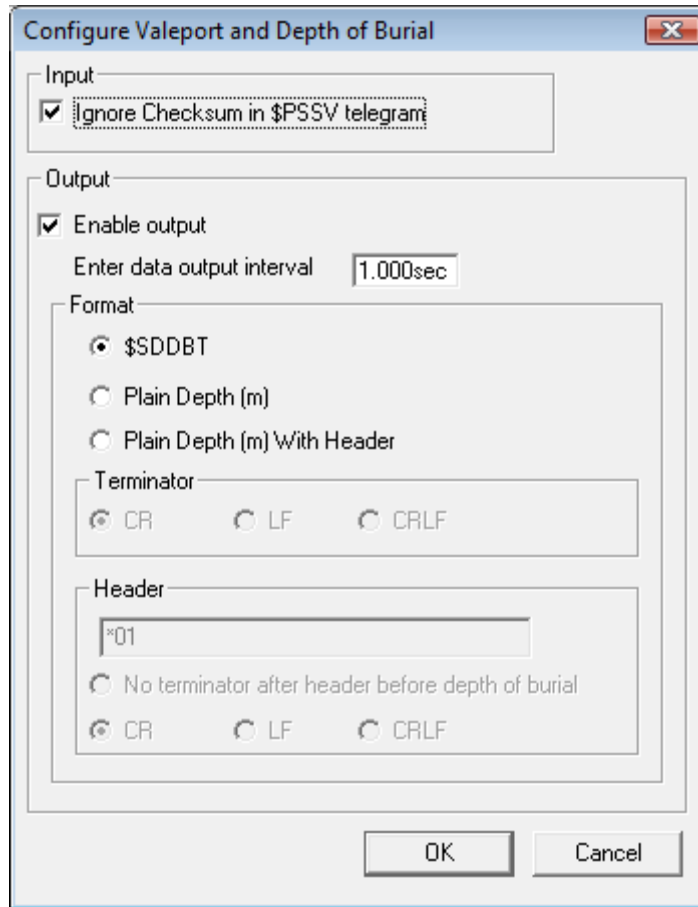 Configure Valeport and Depth of Burial
Input
Ignore Checksum in $PSSV telegram
Output
Enable output
Enter data output interval 1.000sec
Format
$SDDBT
Plain Depth (m)
Plain Depth (m) With Header
Terminator
CR LF CRLF
Header
*01
No terminator after header before depth of burial
CR LF CRLF
OK Cancel